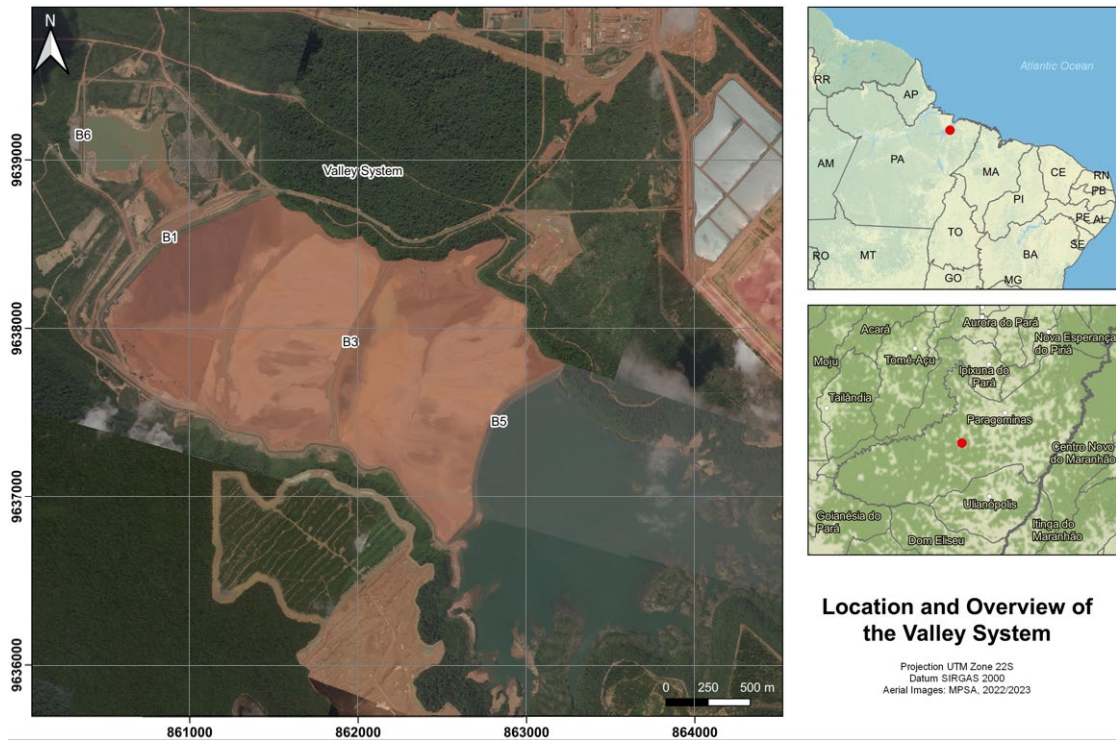 N
B6
Valley System
B1
B3
B5
9639000
9638000
9637000
9636000
0 250 500 m
861000
862000
863000
864000
Atlantic Ocean
RR
AP
AM
PA
MA
CE
RN
PB
PI
PE
AL
TO
SE
RO
MT
BA
GO
MG
Aurora do Pará
Acará
Nova Esperança
do Piriá
Moju
Tomé-Açu
Ipixuna do
Pará
Tailândia
Paragominas
Centro Novo
do Maranhão
Ulianópolis
Goianésia do
Pará
Itinga do
Maranhão
Dom Eliseu
Location and Overview of
the Valley System
Projection UTM Zone 22S
Datum SIRGAS 2000
Aerial Images: MPSA, 2022/2023